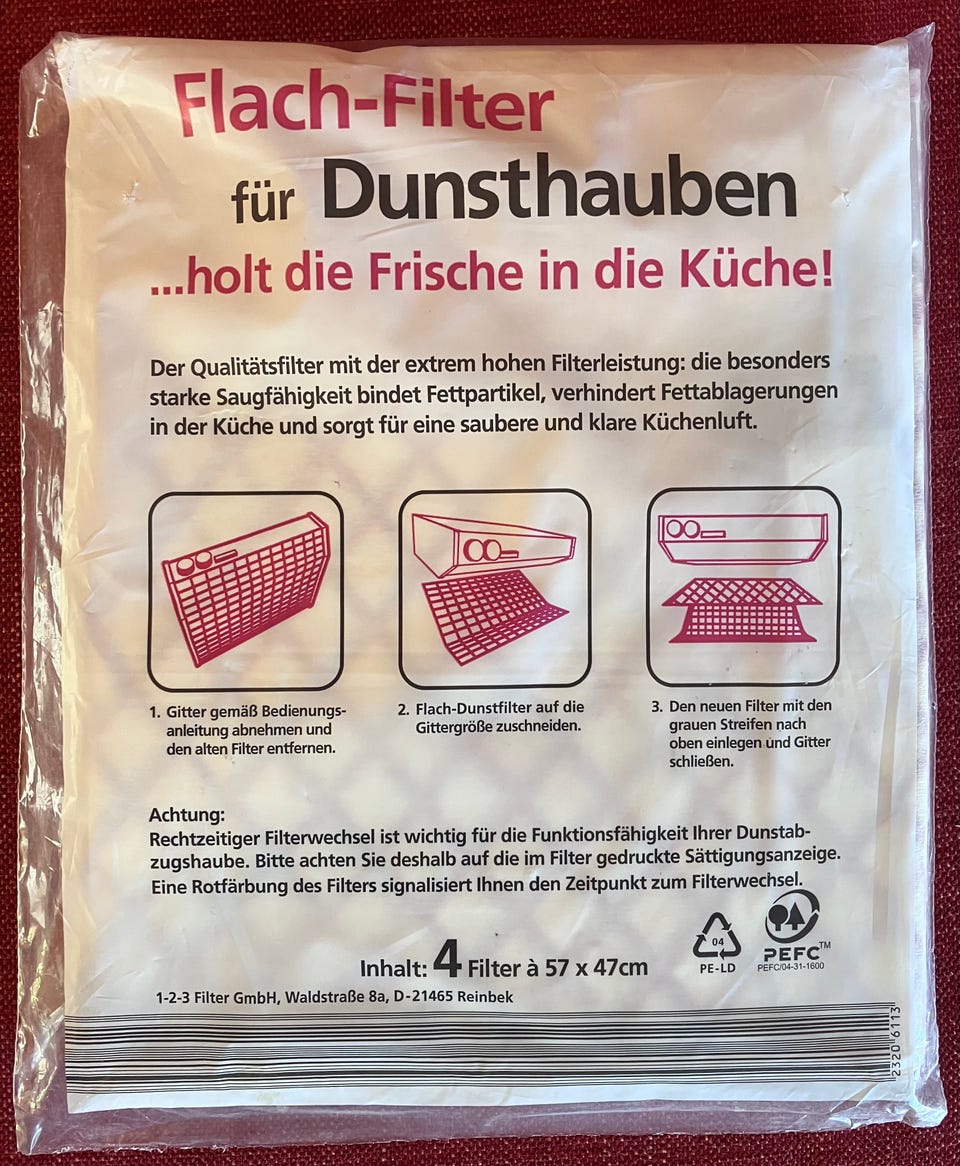 Flach-Filter
für Dunsthauben
...holt die Frische in die Küche!
Der Qualitätsfilter mit der extrem hohen Filterleistung: die besonders
starke Saugfähigkeit bindet Fettpartikel, verhindert Fettablagerungen
in der Küche und sorgt für eine saubere und klare Küchenluft.
1. Gitter gemäß Bedienungs-
anleitung abnehmen und
den alten Filter entfernen.
2. Flach-Dunstfilter auf die
Gittergröße zuschneiden.
3. Den neuen Filter mit den
grauen Streifen nach
oben einlegen und Gitter
schließen.
Achtung:
Rechtzeitiger Filterwechsel ist wichtig für die Funktionsfähigkeit Ihrer Dunstab-
zugshaube. Bitte achten Sie deshalb auf die im Filter gedruckte Sättigungsanzeige.
Eine Rotfärbung des Filters signalisiert Ihnen den Zeitpunkt zum Filterwechsel.
04
PE-LD
PEFC™
PEFC/04-31-1600
Inhalt: 4 Filter à 57 x 47cm
1-2-3 Filter GmbH, Waldstraße 8a, D-21465 Reinbek
2320 6113